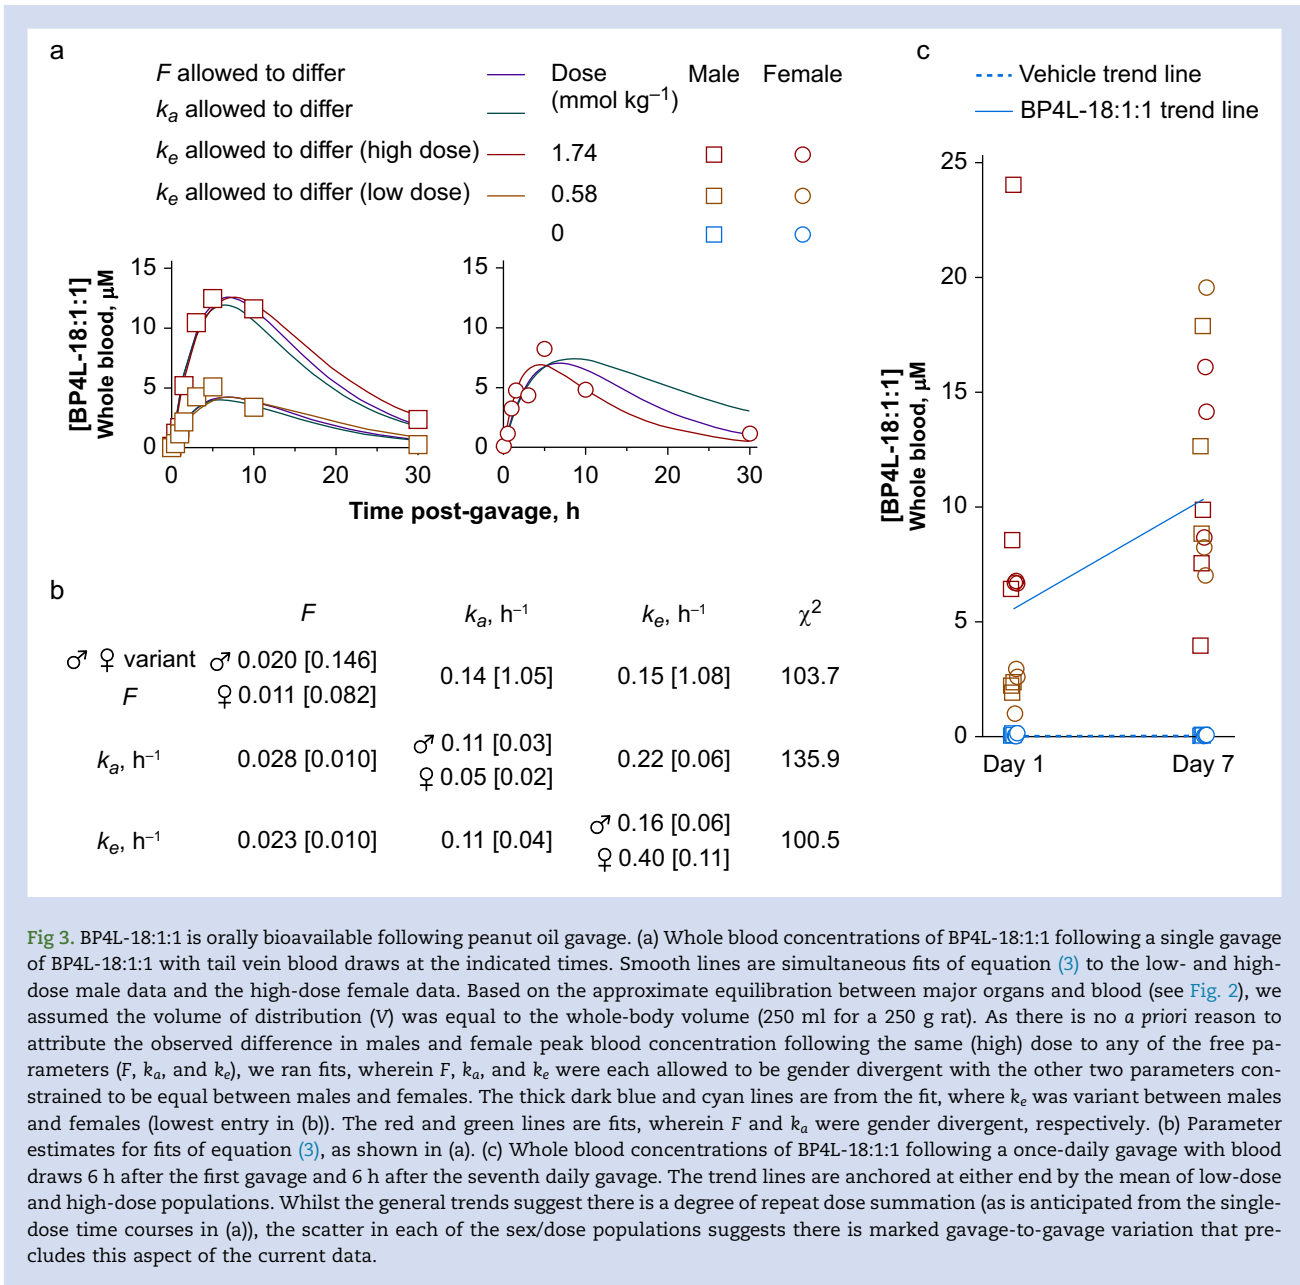 a
F allowed to differ
k_a allowed to differ
k_e allowed to differ (high dose)
k_e allowed to differ (low dose)
Dose
(mmol kg⁻¹)
Male
Female
1.74
0.58
0
15
10
5
0
0
10
20
30
[BP4L-18:1:1]
Whole blood, μM
15
10
5
0
0
10
20
30
Time post-gavage, h
b
F
k_a, h⁻¹
k_e, h⁻¹
χ²
♂ ♀ variant
F
♂ 0.020 [0.146]
♀ 0.011 [0.082]
0.14 [1.05]
0.15 [1.08]
103.7
k_a, h⁻¹
0.028 [0.010]
♂ 0.11 [0.03]
♀ 0.05 [0.02]
0.22 [0.06]
135.9
k_e, h⁻¹
0.023 [0.010]
0.11 [0.04]
♂ 0.16 [0.06]
♀ 0.40 [0.11]
100.5
c
Vehicle trend line
BP4L-18:1:1 trend line
25
20
15
10
5
0
[BP4L-18:1:1]
Whole blood, μM
Day 1
Day 7
Fig 3. BP4L-18:1:1 is orally bioavailable following peanut oil gavage. (a) Whole blood concentrations of BP4L-18:1:1 following a single gavage
of BP4L-18:1:1 with tail vein blood draws at the indicated times. Smooth lines are simultaneous fits of equation (3) to the low- and high-
dose male data and the high-dose female data. Based on the approximate equilibration between major organs and blood (see Fig. 2), we
assumed the volume of distribution (V) was equal to the whole-body volume (250 ml for a 250 g rat). As there is no a priori reason to
attribute the observed difference in males and female peak blood concentration following the same (high) dose to any of the free pa-
rameters (F, k_a, and k_e), we ran fits, wherein F, k_a, and k_e were each allowed to be gender divergent with the other two parameters con-
strained to be equal between males and females. The thick dark blue and cyan lines are from the fit, where k_e was variant between males
and females (lowest entry in (b)). The red and green lines are fits, wherein F and k_a were gender divergent, respectively. (b) Parameter
estimates for fits of equation (3), as shown in (a). (c) Whole blood concentrations of BP4L-18:1:1 following a once-daily gavage with blood
draws 6 h after the first gavage and 6 h after the seventh daily gavage. The trend lines are anchored at either end by the mean of low-dose
and high-dose populations. Whilst the general trends suggest there is a degree of repeat dose summation (as is anticipated from the single-
dose time courses in (a)), the scatter in each of the sex/dose populations suggests there is marked gavage-to-gavage variation that pre-
cludes this aspect of the current data.